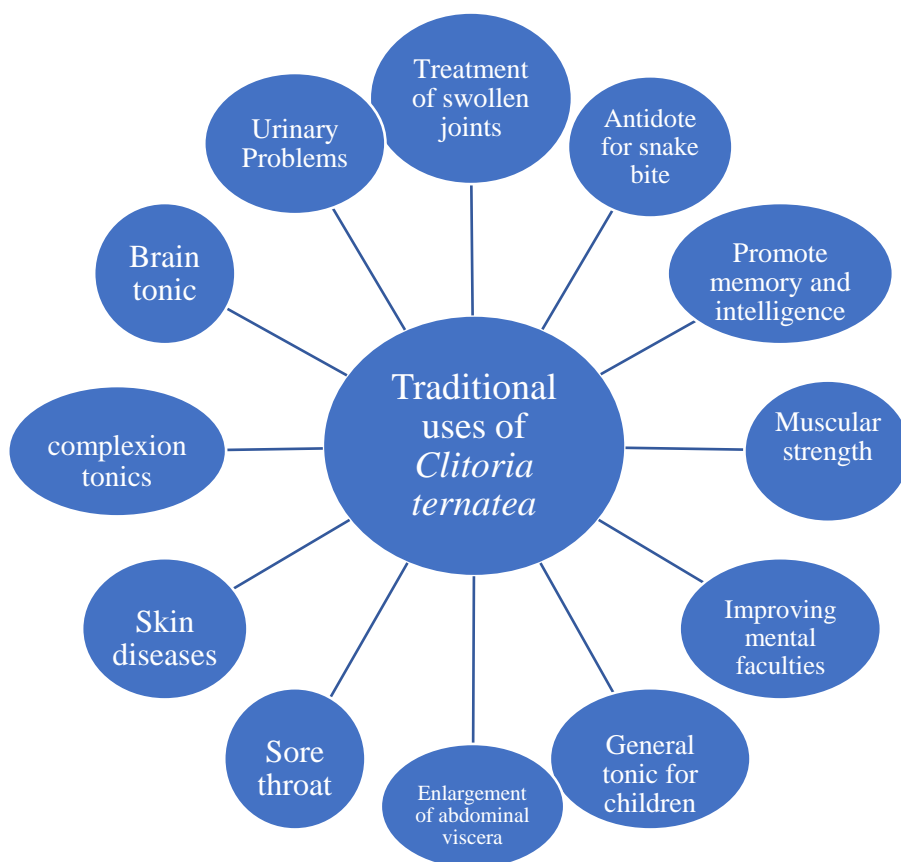 Treatment
of swollen
joints
Antidote
for snake
bite
Promote
memory and
intelligence
Muscular
strength
Improving
mental
faculties
General
tonic for
children
Enlargement
of abdominal
viscera
Sore
throat
Skin
diseases
complexion
tonics
Brain
tonic
Urinary
Problems
Traditional
uses of
Clitoria
ternatea